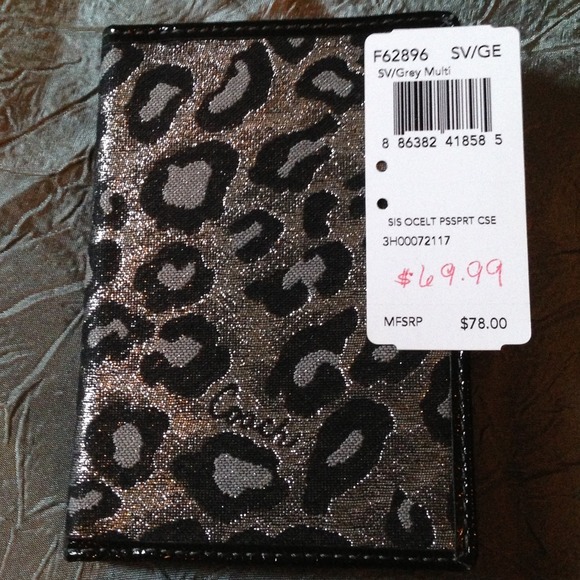 F62896 SV/GE
SV/Grey Multi
8 86382 41858 5
SIS OCELT PSSPRT CSE
3H00072117
$69.99
MFSRP $78.00
Coach